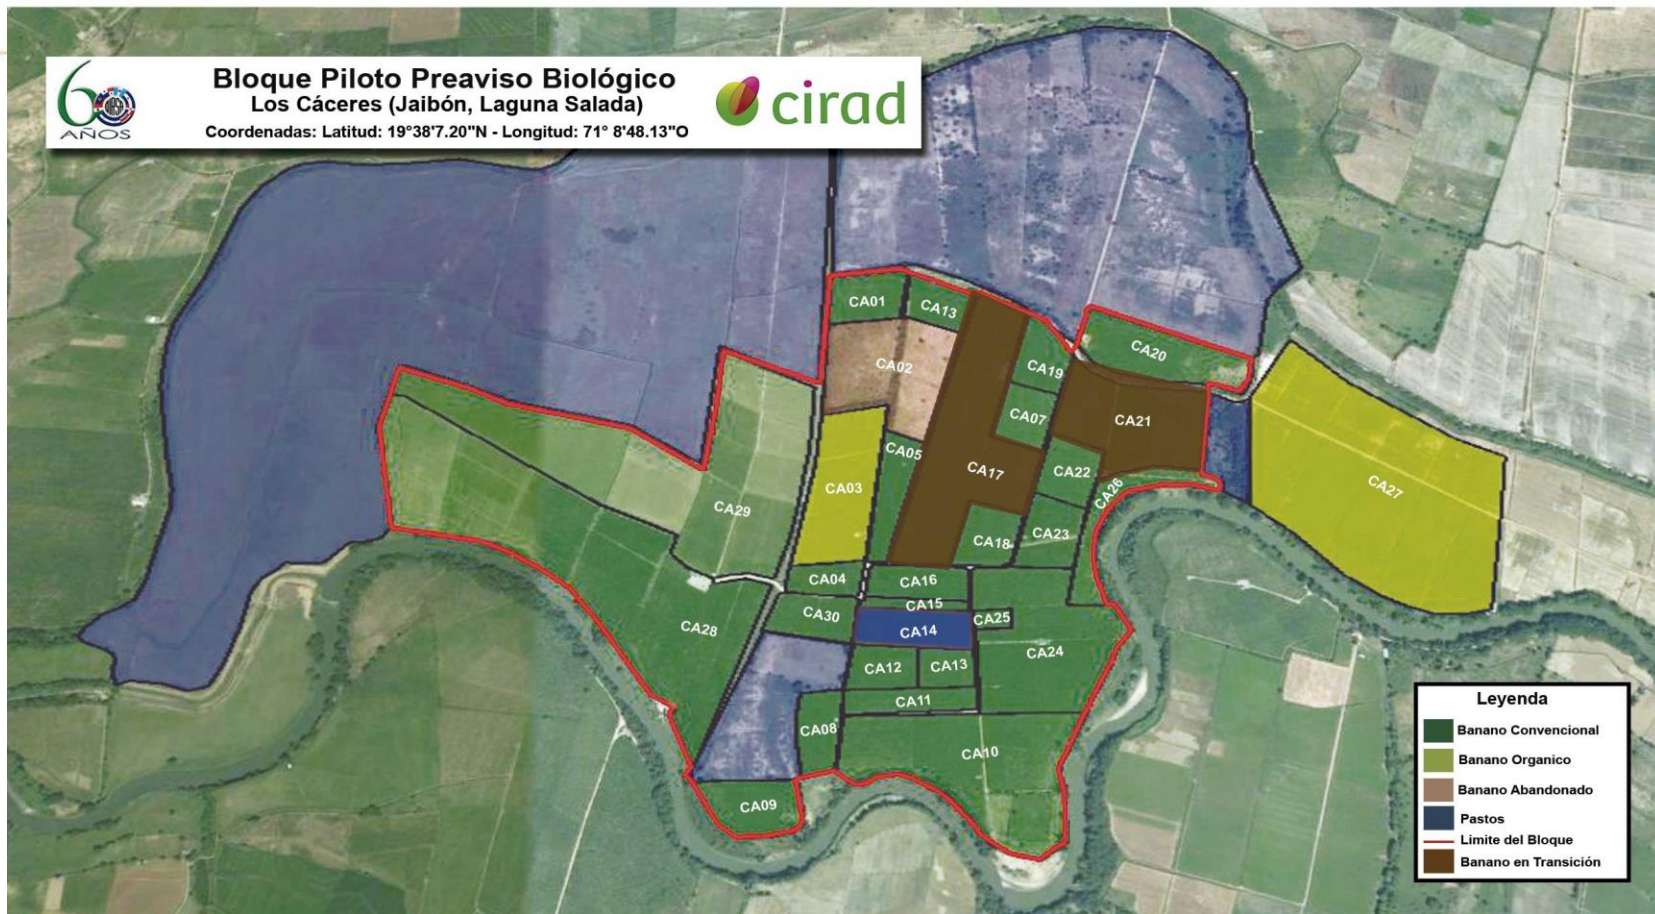 60
AÑOS
Bloque Piloto Preaviso Biológico
Los Cáceres (Jaibón, Laguna Salada)
Coordenadas: Latitud: 19°38'7.20"N - Longitud: 71° 8'48.13"O
cirad
CA01
CA13
CA02
CA19
CA20
CA07
CA21
CA05
CA17
CA22
CA03
CA26
CA27
CA29
CA18
CA23
CA04
CA16
CA15
CA30
CA14
CA25
CA28
CA24
CA12
CA13
CA11
CA08
CA10
CA09
Leyenda
Banano Convencional
Banano Organico
Banano Abandonado
Pastos
Limite del Bloque
Banano en Transición